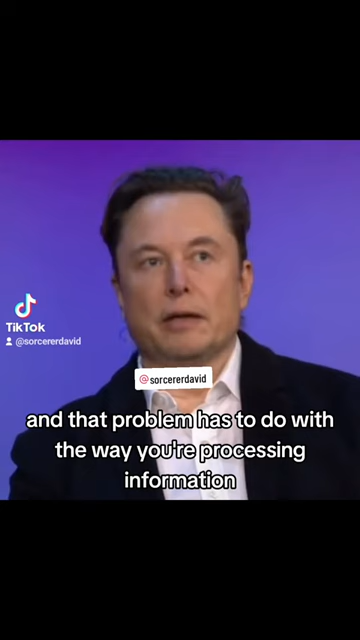 TikTok
@sorcererdavid
@sorcererdavid
and that problem has to do with
the way you're processing
information